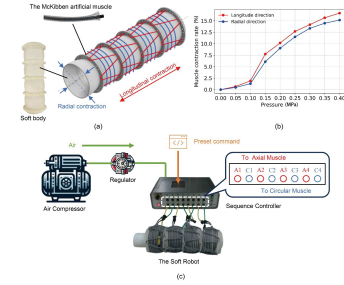 The McKibben artificial muscle
Radial contraction
Longitudinal contraction
Soft body
(a)
Muscle contraction rate (%)
15.0
12.5
10.0
7.5
5.0
2.5
0.0
Longitude direction
Radial direction
0.00 0.05 0.10 0.15 0.20 0.25 0.30 0.35 0.40
Pressure (MPa)
(b)
Air
Preset command
</>
Regulator
Air Compressor
To Axial Muscle
A1 C1 A2 C2 A3 C3 A4 C4
To Circular Muscle
Sequence Controller
The Soft Robot
(c)